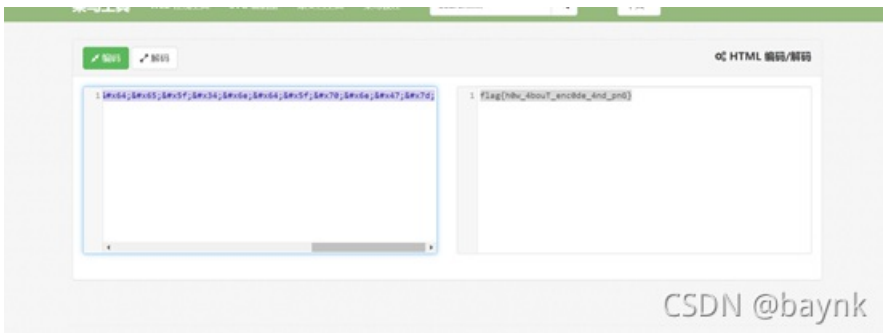 编码 解码
HTML 编码/解码
1 &#x64;&#x65;&#x5f;&#x34;&#x6e;&#x64;&#x5f;&#x70;&#x6e;&#x47;&#x7d;
1 flag{h0w_4bouT_enc0de_4nd_pnG}
CSDN @baynk